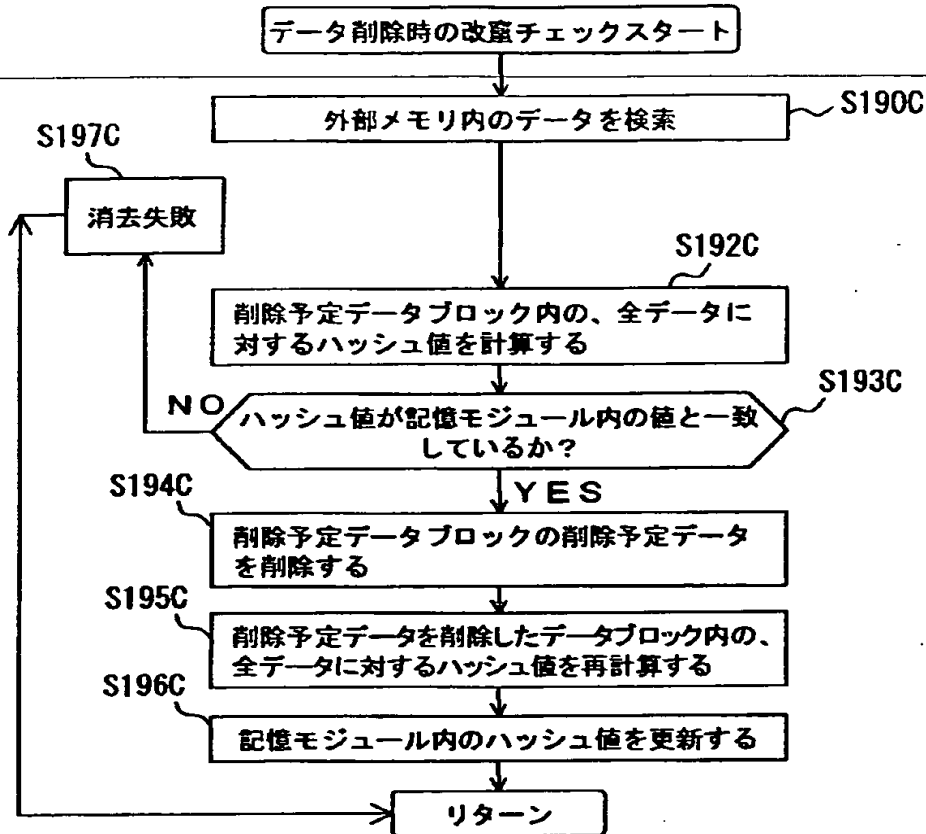 データ削除時の改竄チェックスタート
S190C
外部メモリ内のデータを検索
S197C
消去失敗
S192C
削除予定データブロック内の、全データに
対するハッシュ値を計算する
S193C
NO
ハッシュ値が記憶モジュール内の値と一致
しているか?
YES
S194C
削除予定データブロックの削除予定データ
を削除する
S195C
削除予定データを削除したデータブロック内の、
全データに対するハッシュ値を再計算する
S196C
記憶モジュール内のハッシュ値を更新する
リターン